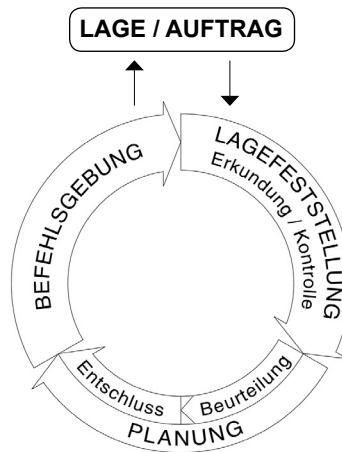 LAGE / AUFTRAG
LAGEFESTSTELLUNG
Erkundung / Kontrolle
BEFEHLSGEBUNG
Entschluss
Beurteilung
PLANUNG